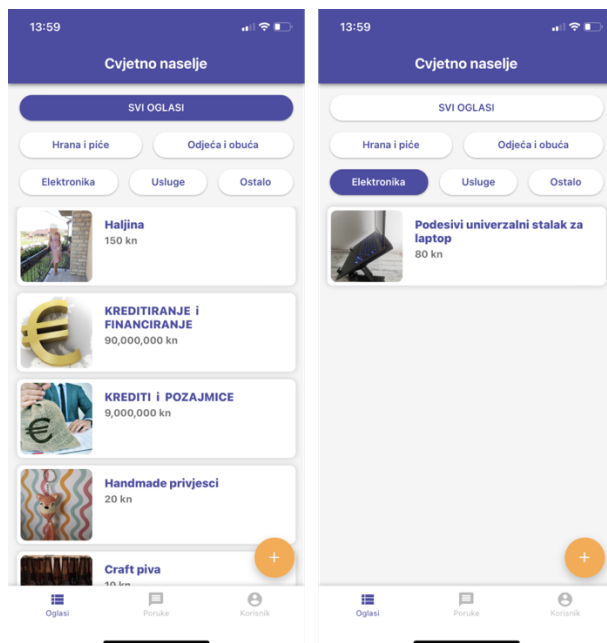 13:59
Cvjetno naselje
SVI OGLASI
Hrana i piće
Odjeća i obuća
Elektronika
Usluge
Ostalo
Haljina
150 kn
KREDITIRANJE i
FINANCIRANJE
90,000,000 kn
KREDITI i POZAJMICE
9,000,000 kn
Handmade privjesci
20 kn
Craft piva
10 kn
+
Oglasi
Poruke
Korisnik
13:59
Cvjetno naselje
SVI OGLASI
Hrana i piće
Odjeća i obuća
Elektronika
Usluge
Ostalo
Podesivi univerzalni stalak za
laptop
80 kn
+
Oglasi
Poruke
Korisnik